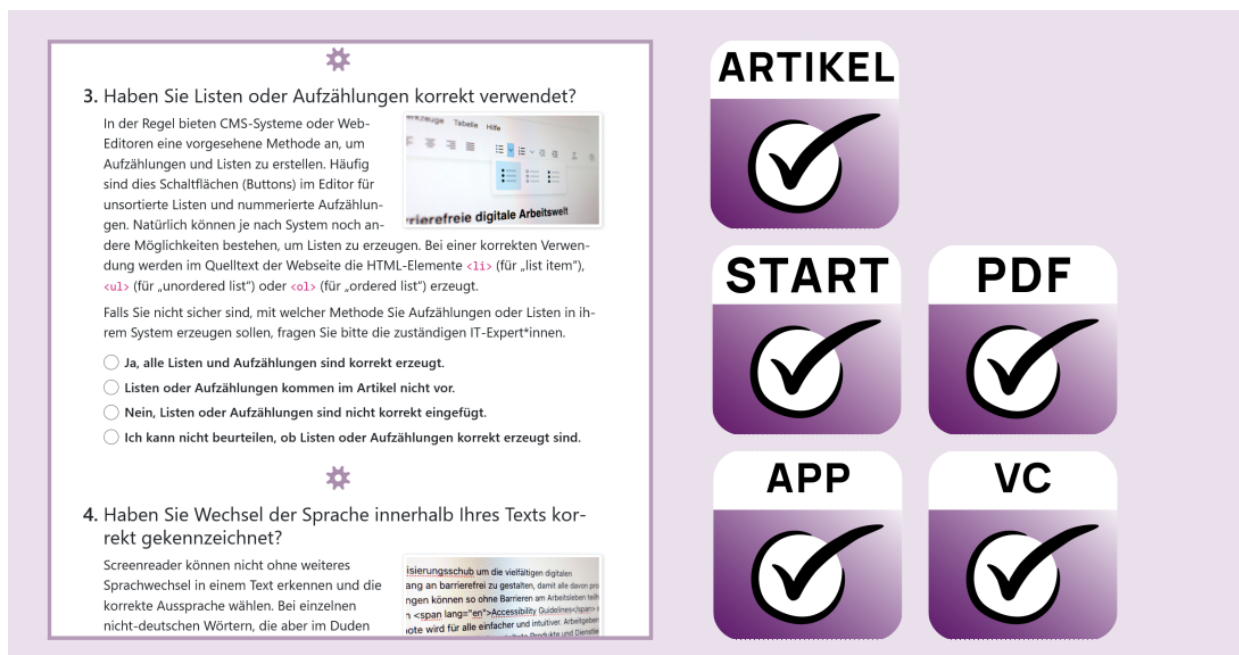 3. Haben Sie Listen oder Aufzählungen korrekt verwendet?
In der Regel bieten CMS-Systeme oder Web-
Editoren eine vorgesehene Methode an, um
Aufzählungen und Listen zu erstellen. Häufig
sind dies Schaltflächen (Buttons) im Editor für
unsortierte Listen und nummerierte Aufzählun-
gen. Natürlich können je nach System noch an-
dere Möglichkeiten bestehen, um Listen zu erzeugen. Bei einer korrekten Verwen-
dung werden im Quelltext der Webseite die HTML-Elemente <li> (für „list item"),
<ul> (für „unordered list") oder <ol> (für „ordered list") erzeugt.
Tabelle Hilfe
digitale Arbeitswelt
Falls Sie nicht sicher sind, mit welcher Methode Sie Aufzählungen oder Listen in ih-
rem System erzeugen sollen, fragen Sie bitte die zuständigen IT-Expert*innen.
Ja, alle Listen und Aufzählungen sind korrekt erzeugt.
Listen oder Aufzählungen kommen im Artikel nicht vor.
Nein, Listen oder Aufzählungen sind nicht korrekt eingefügt.
Ich kann nicht beurteilen, ob Listen oder Aufzählungen korrekt erzeugt sind.
4. Haben Sie Wechsel der Sprache innerhalb Ihres Texts kor-
rekt gekennzeichnet?
Screenreader können nicht ohne weiteres
Sprachwechsel in einem Text erkennen und die
korrekte Aussprache wählen. Bei einzelnen
nicht-deutschen Wörtern, die aber im Duden
isierungsschub um die vielfältigen digitalen
ang an barrierefrei zu gestalten, damit alle davon pro
ngen können so ohne Barrieren am Arbeitsleben teilh
n <span lang="en">Accessibility Guidelines</span>
ote wird für alle einfacher und intuitiver. Arbeitgeber
Produkte und Dienstle
ARTIKEL
START
PDF
APP
VC